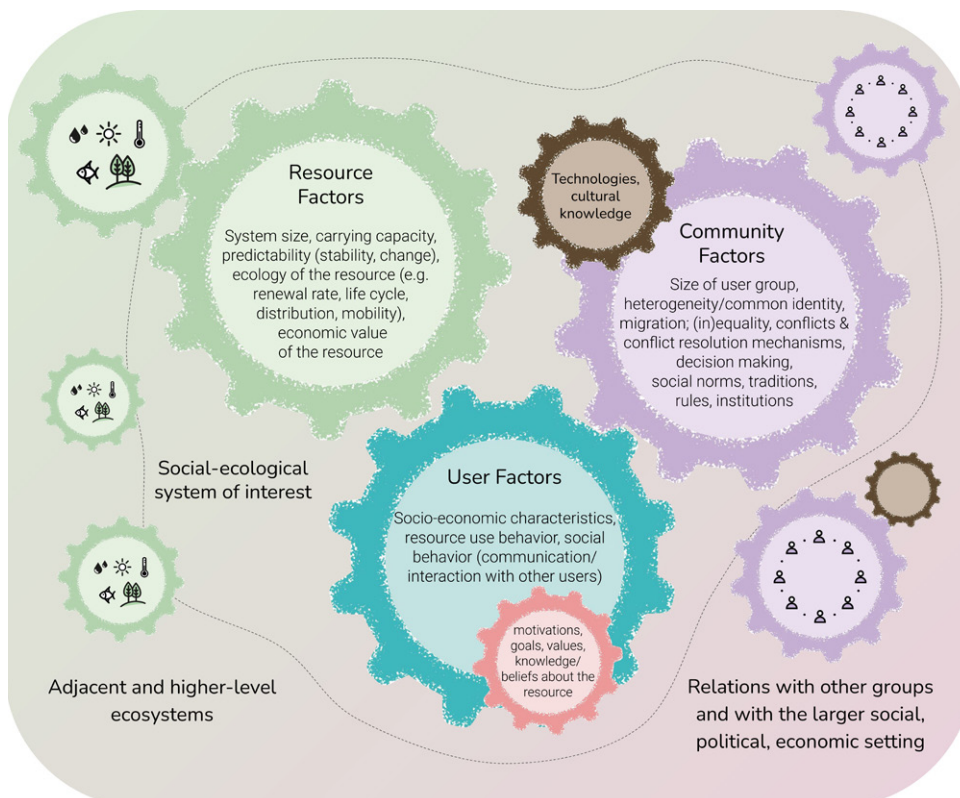 Resource
Factors
System size, carrying capacity,
predictability (stability, change),
ecology of the resource (e.g.
renewal rate, life cycle,
distribution, mobility),
economic value
of the resource
Technologies,
cultural
knowledge
Community
Factors
Size of user group,
heterogeneity/common identity,
migration; (in)equality, conflicts &
conflict resolution mechanisms,
decision making,
social norms, traditions,
rules, institutions
Social-ecological
system of interest
User Factors
Socio-economic characteristics,
resource use behavior, social
behavior (communication/
interaction with other users)
motivations,
goals, values,
knowledge/
beliefs about the
resource
Adjacent and higher-level
ecosystems
Relations with other groups
and with the larger social,
political, economic setting